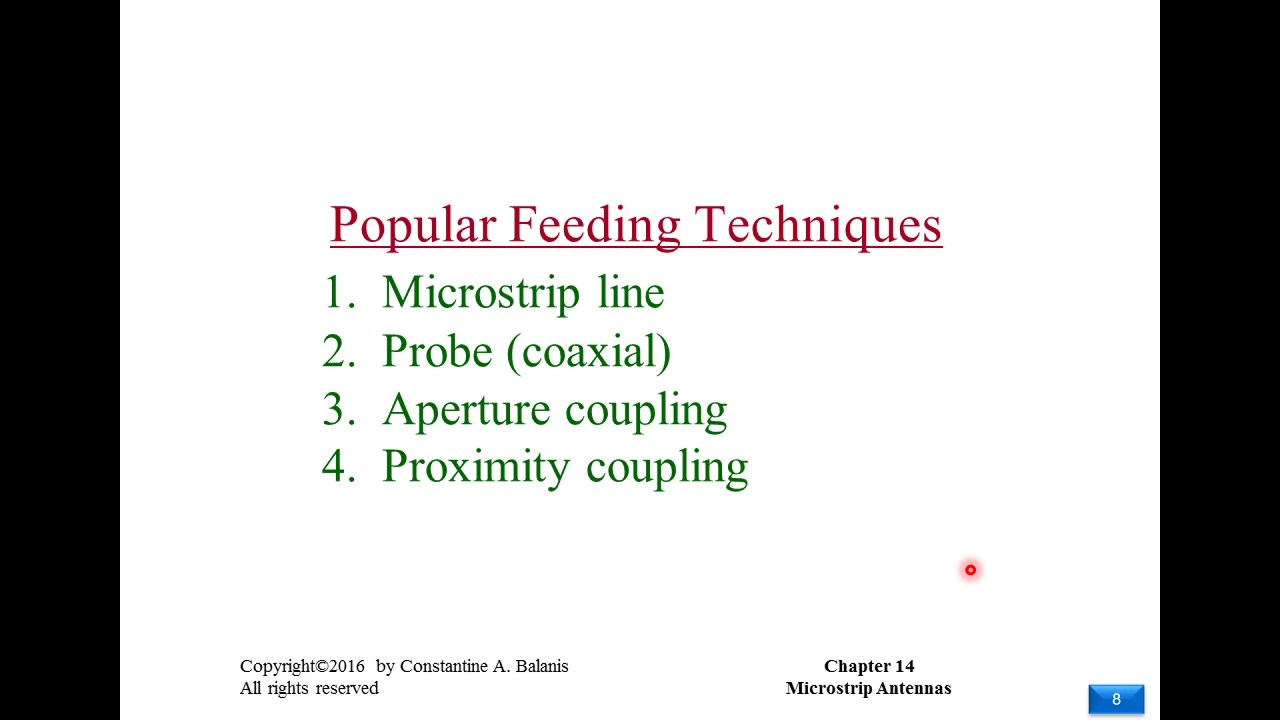 Popular Feeding Techniques
1. Microstrip line
2. Probe (coaxial)
3. Aperture coupling
4. Proximity coupling
Copyright©2016 by Constantine A. Balanis
All rights reserved
Chapter 14
Microstrip Antennas
8